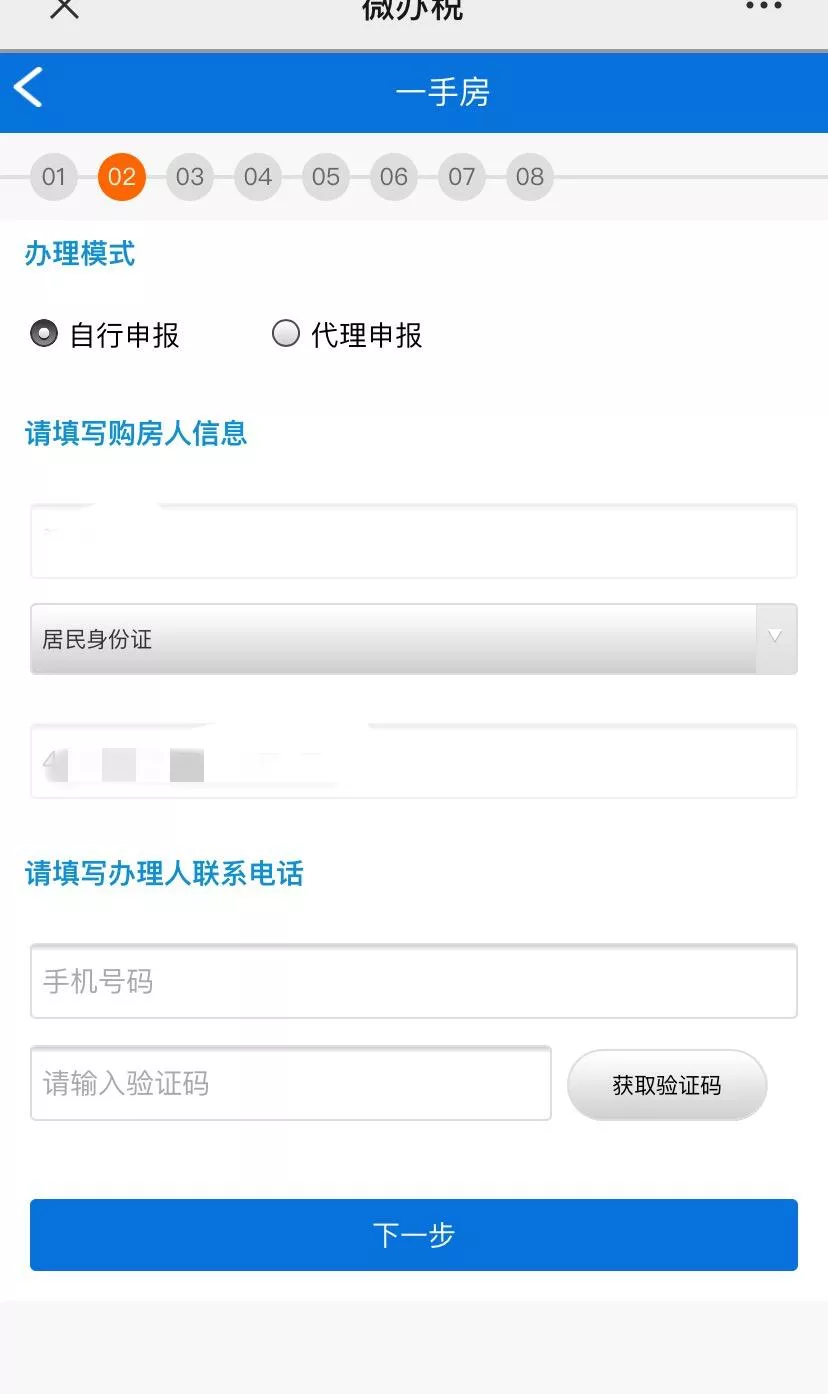 微办税
一手房
01 02 03 04 05 06 07 08
办理模式
自行申报 代理申报
请填写购房人信息
居民身份证
4
请填写办理人联系电话
手机号码
请输入验证码 获取验证码
下一步